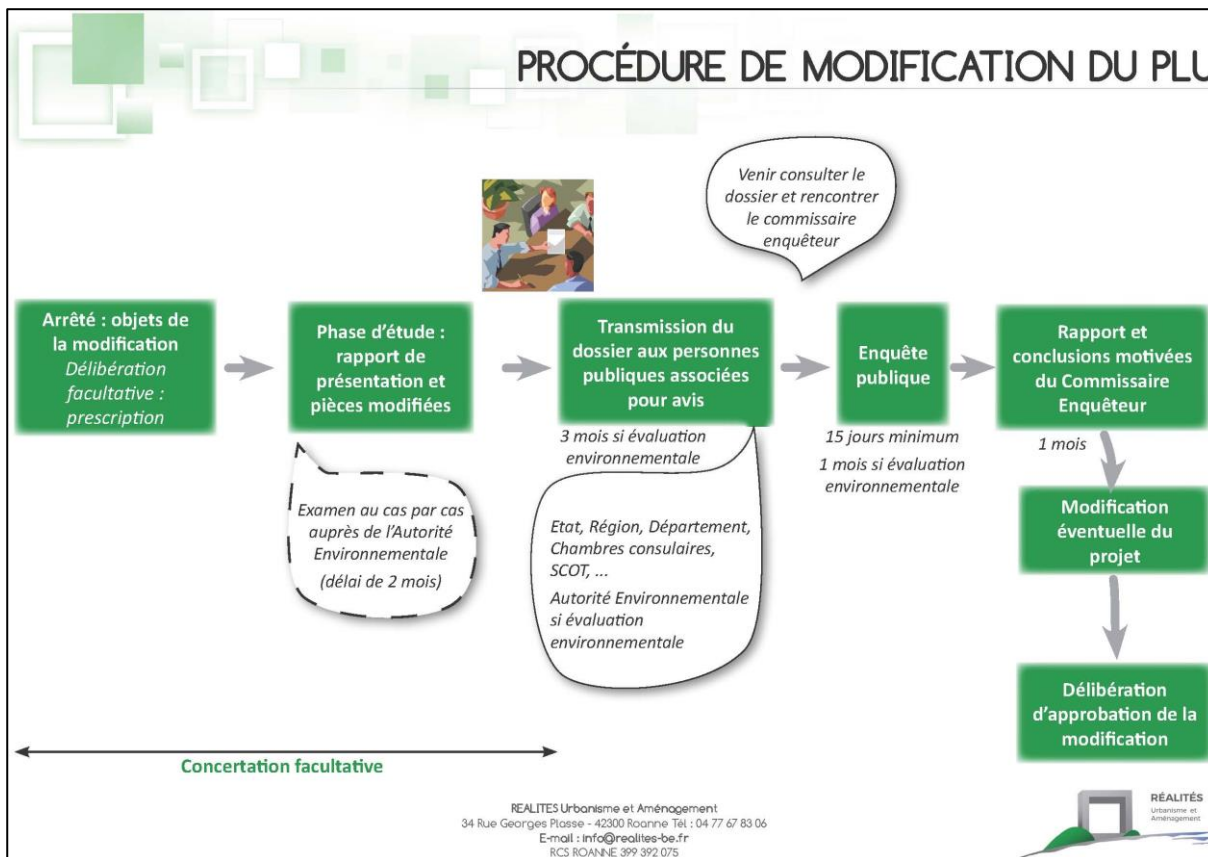 PROCÉDURE DE MODIFICATION DU PLU
Venir consulter le
dossier et rencontrer
le commissaire
enquêteur
Arrêté : objets de
la modification
Délibération
facultative :
prescription
Phase d'étude :
rapport de
présentation et
pièces modifiées
Transmission du
dossier aux personnes
publiques associées
pour avis
Enquête
publique
Rapport et
conclusions motivées
du Commissaire
Enquêteur
3 mois si évaluation
environnementale
15 jours minimum
1 mois si évaluation
environnementale
1 mois
Examen au cas par cas
auprès de l'Autorité
Environnementale
(délai de 2 mois)
Etat, Région, Département,
Chambres consulaires,
SCOT, ...
Autorité Environnementale
si évaluation
environnementale
Modification
éventuelle du
projet
Délibération
d'approbation de la
modification
Concertation facultative
REALITES Urbanisme et Aménagement
34 Rue Georges Plasse - 42300 Roanne Tél : 04 77 67 83 06
E-mail : info@realites-be.fr
RCS ROANNE 399 392 075
RÉALITÉS
Urbanisme et
Aménagement